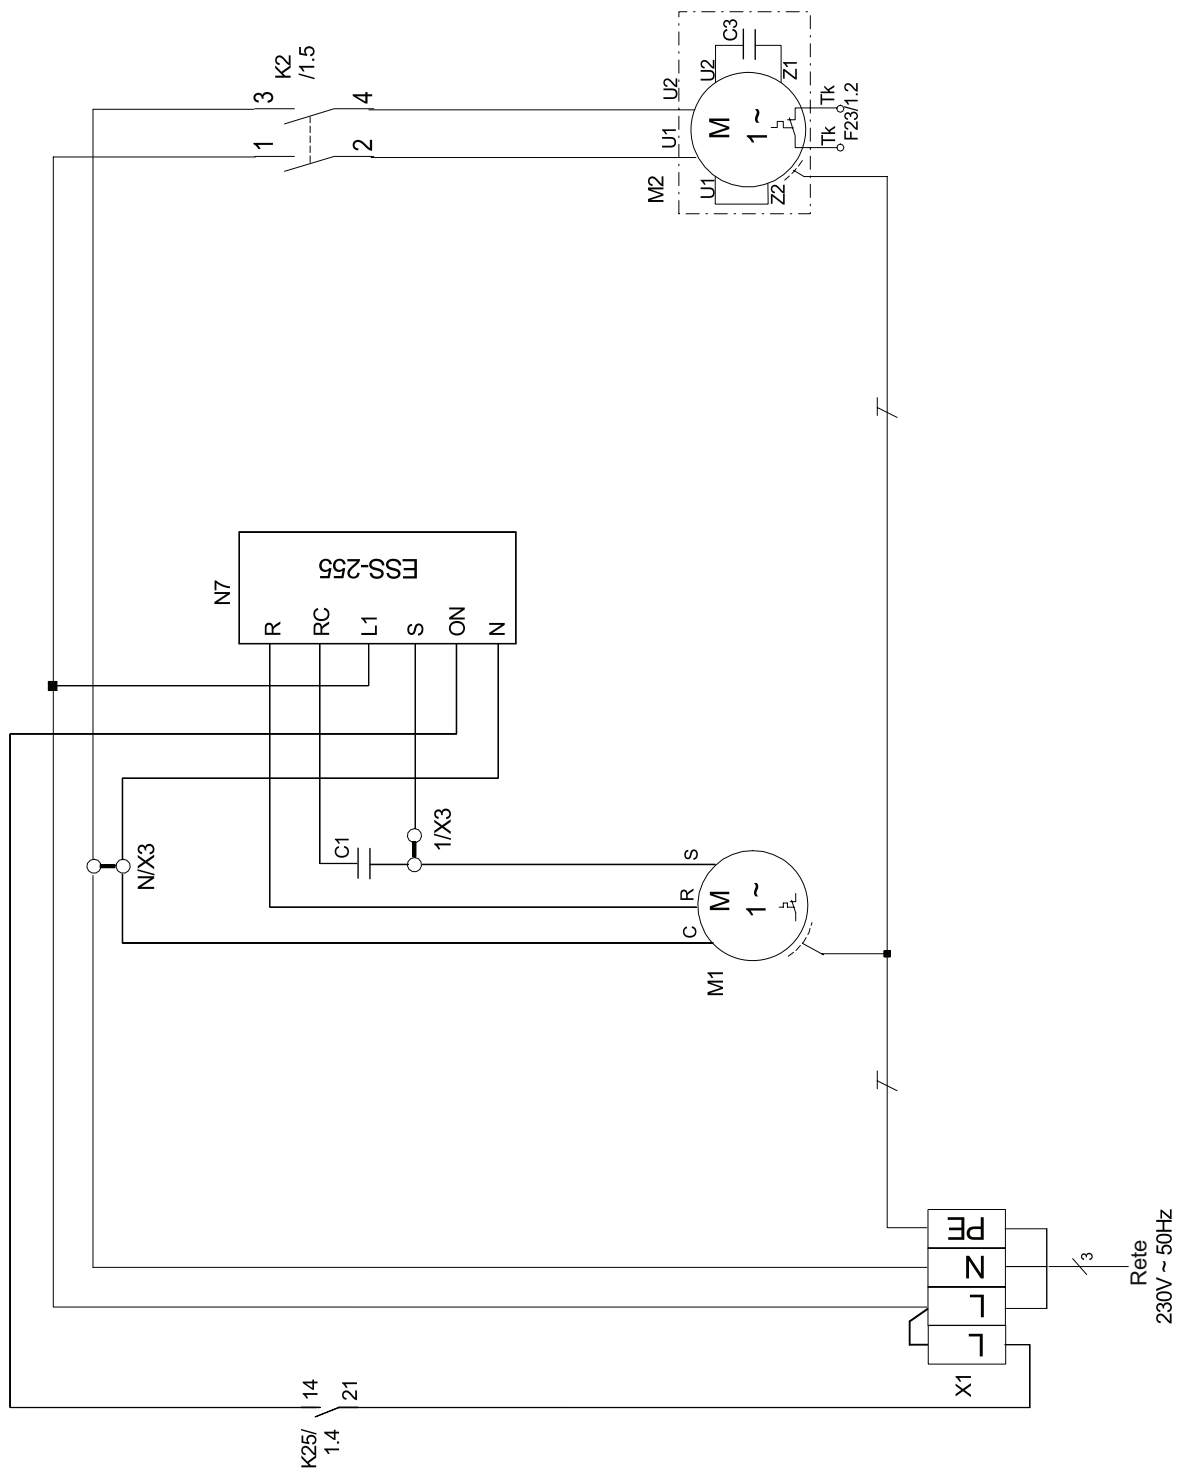 K2
/1.5
3
4
1
2
U2
U1
M2
U2
C3
Z1
M
1 ~
U1
Z2
Tk
Tk
F23/1.2
N7
ESS-255
R
RC
L1
S
ON
N
N/X3
C1
1/X3
S
R
C
M
1 ~
M1
PE
N
L
L
X1
3
Rete
230V ~ 50Hz
K25/
1.4
14
21